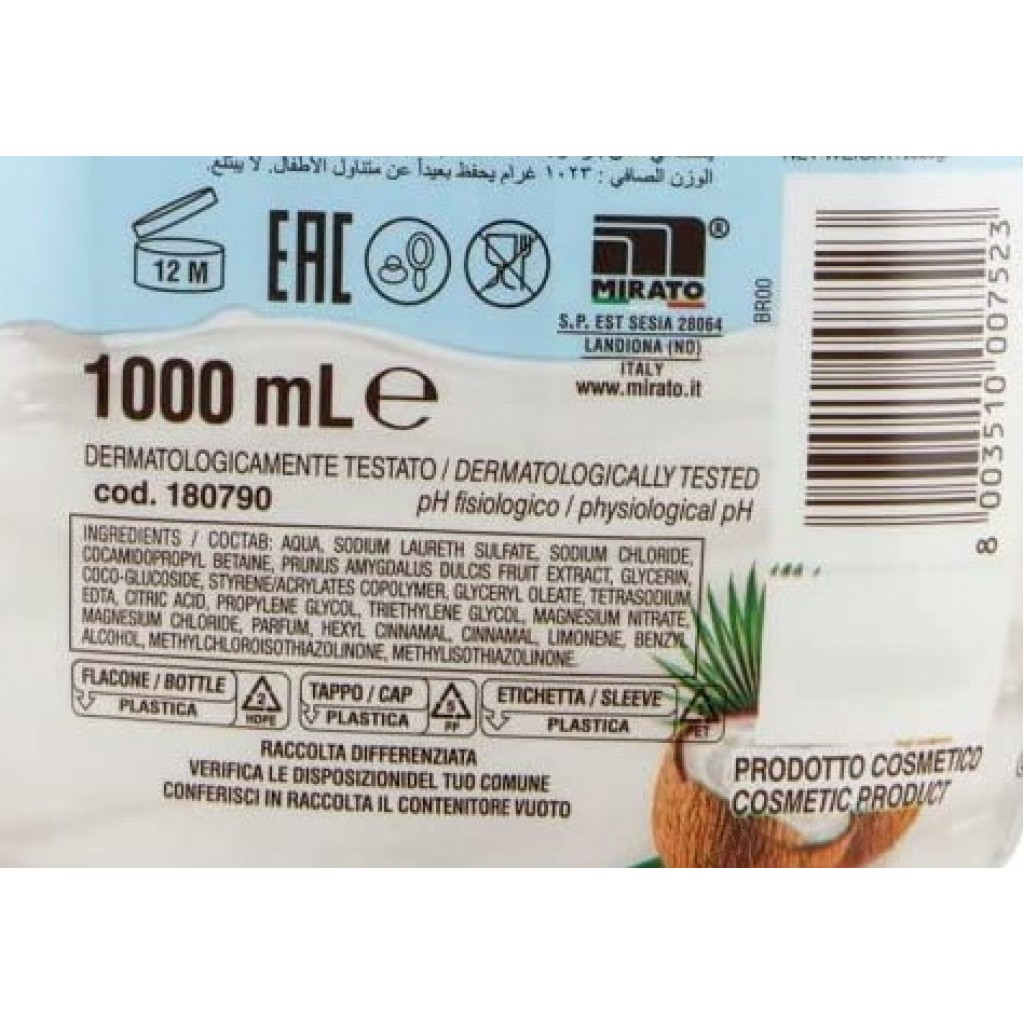 الوزن الصافي : ١٠٢٣ غرام يحفظ بعيداً عن متناول الأطفال. لا يبتلع.
12 M
EAC
MIRATO®
S.P. EST SESIA 28064
LANDIONA (NO)
ITALY
www.mirato.it
BR00
8 003510 007523
1000 mL e
DERMATOLOGICAMENTE TESTATO / DERMATOLOGICALLY TESTED
cod. 180790
pH fisiologico / physiological pH
INGREDIENTS / COCTAB: AQUA, SODIUM LAURETH SULFATE, SODIUM CHLORIDE,
COCAMIDOPROPYL BETAINE, PRUNUS AMYGDALUS DULCIS FRUIT EXTRACT, GLYCERIN,
COCO-GLUCOSIDE, STYRENE/ACRYLATES COPOLYMER, GLYCERYL OLEATE, TETRASODIUM
EDTA, CITRIC ACID, PROPYLENE GLYCOL, TRIETHYLENE GLYCOL, MAGNESIUM NITRATE,
MAGNESIUM CHLORIDE, PARFUM, HEXYL CINNAMAL, CINNAMAL, LIMONENE, BENZYL
ALCOHOL, METHYLCHLOROISOTHIAZOLINDNE, METHYLISOTHIAZOLINONE.
FLACONE / BOTTLE
PLASTICA
2
HDPE
TAPPO / CAP
PLASTICA
5
PP
ETICHETTA / SLEEVE
PLASTICA
1
PET
RACCOLTA DIFFERENZIATA
VERIFICA LE DISPOSIZIONIDEL TUO COMUNE
CONFERISCI IN RACCOLTA IL CONTENITORE VUOTO
PRODOTTO COSMETICO
COSMETIC PRODUCT